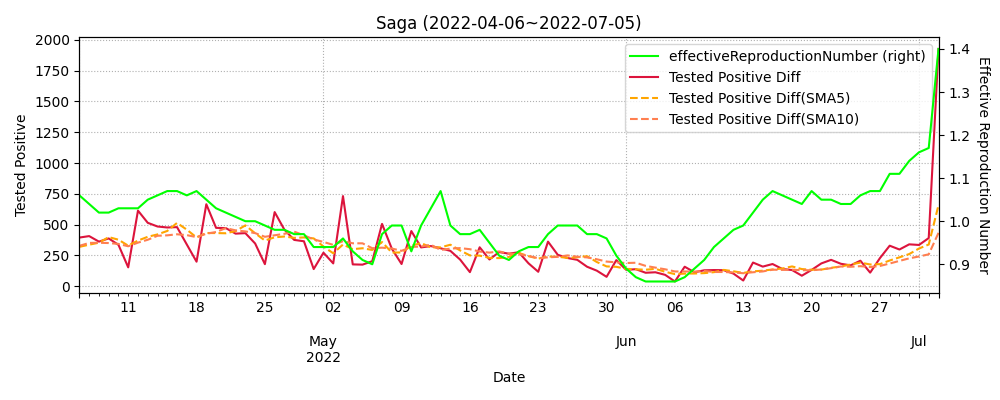 Saga (2022-04-06~2022-07-05)
effectiveReproductionNumber (right)
Tested Positive Diff
Tested Positive Diff(SMA5)
Tested Positive Diff(SMA10)
Tested Positive
2000
1750
1500
1250
1000
750
500
250
0
Effective Reproduction Number
1.4
1.3
1.2
1.1
1.0
0.9
11 18 25 02 09 16 23 30 06 13 20 27
May Jun Jul
2022
Date